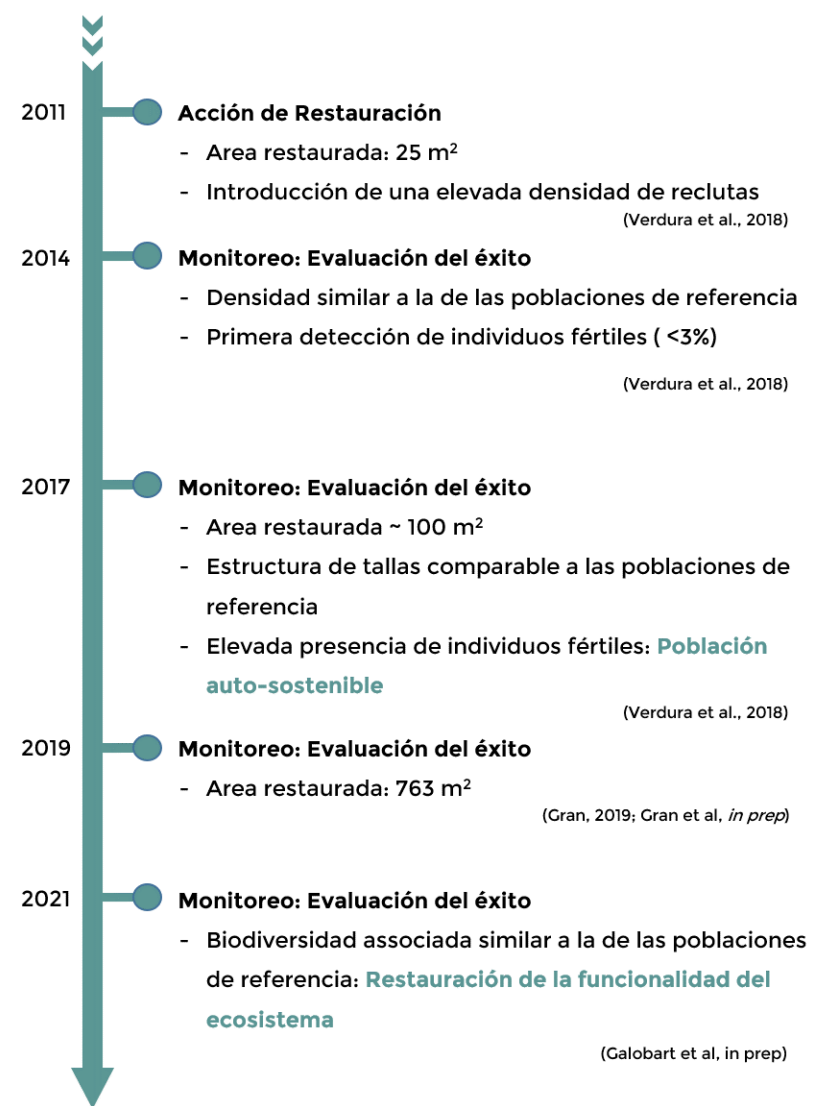 2011
Acción de Restauración
- Area restaurada: 25 m²
- Introducción de una elevada densidad de reclutas
(Verdura et al., 2018)
2014
Monitoreo: Evaluación del éxito
- Densidad similar a la de las poblaciones de referencia
- Primera detección de individuos fértiles ( <3%)
(Verdura et al., 2018)
2017
Monitoreo: Evaluación del éxito
- Area restaurada ~ 100 m²
- Estructura de tallas comparable a las poblaciones de
referencia
- Elevada presencia de individuos fértiles: Población
auto-sostenible
(Verdura et al., 2018)
2019
Monitoreo: Evaluación del éxito
- Area restaurada: 763 m²
(Gran, 2019; Gran et al, in prep)
2021
Monitoreo: Evaluación del éxito
- Biodiversidad associada similar a la de las poblaciones
de referencia: Restauración de la funcionalidad del
ecosistema
(Galobart et al, in prep)